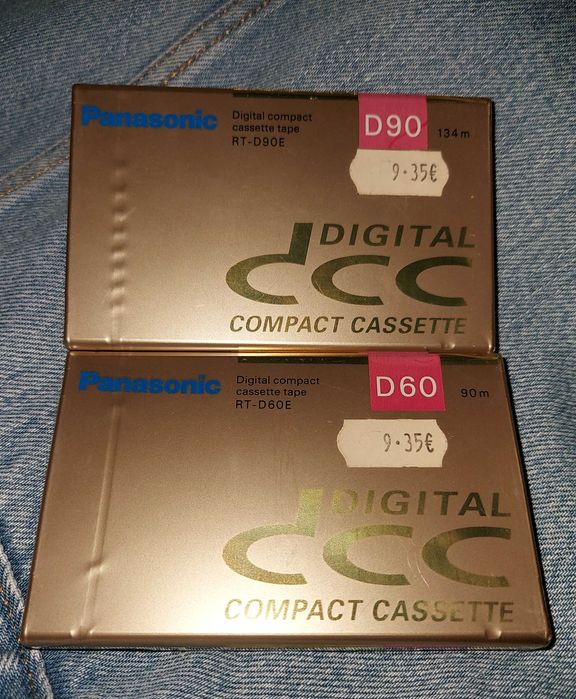 Panasonic
Digital compact
cassette tape
RT-D90E
D90
134m
9·35€
DIGITAL
dcc
COMPACT CASSETTE
Panasonic
Digital compact
cassette tape
RT-D60E
D60
90m
9·35€
DIGITAL
dcc
COMPACT CASSETTE